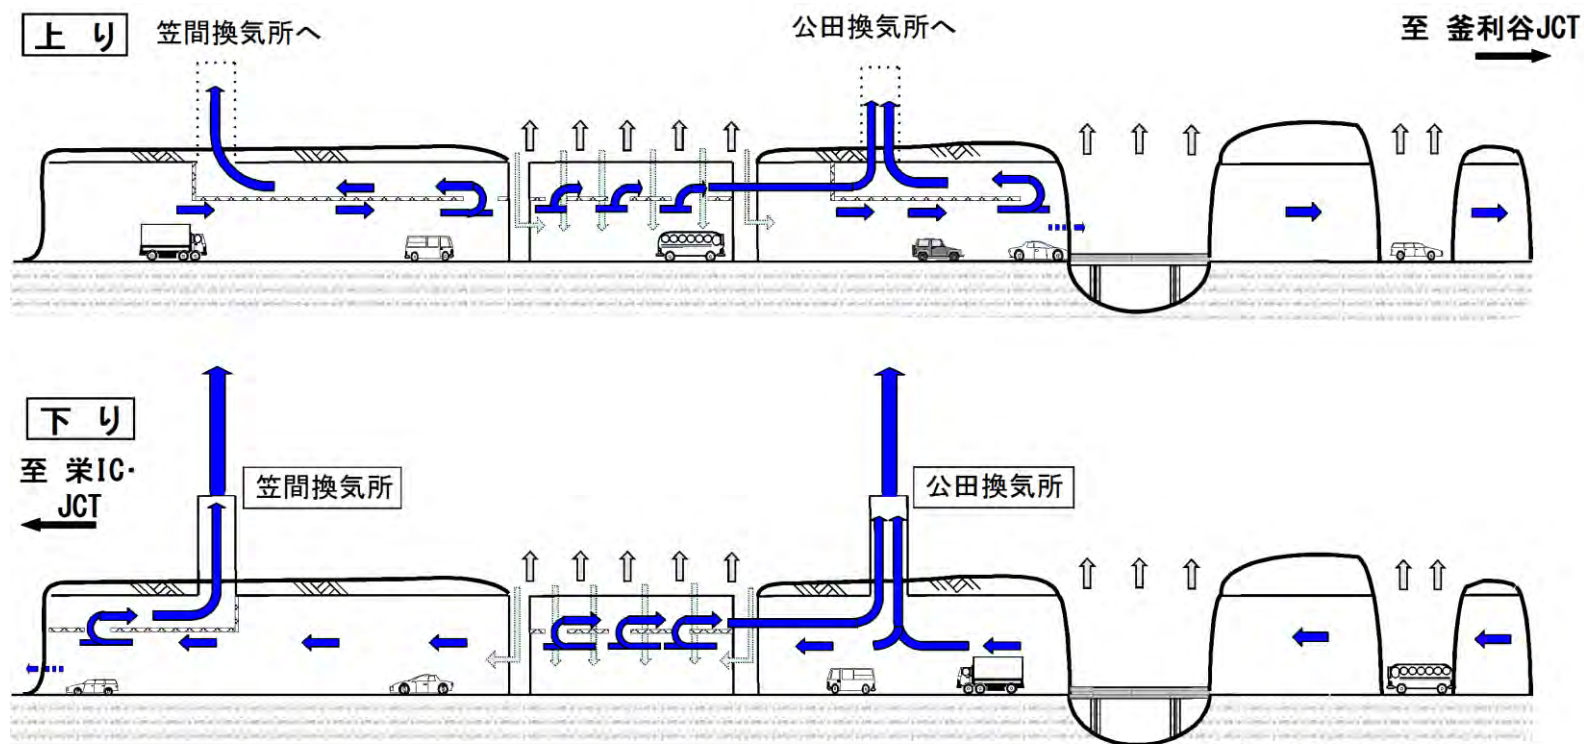 上り
笠間換気所へ
公田換気所へ
至 釜利谷JCT
下り
至 栄IC・
JCT
笠間換気所
公田換気所